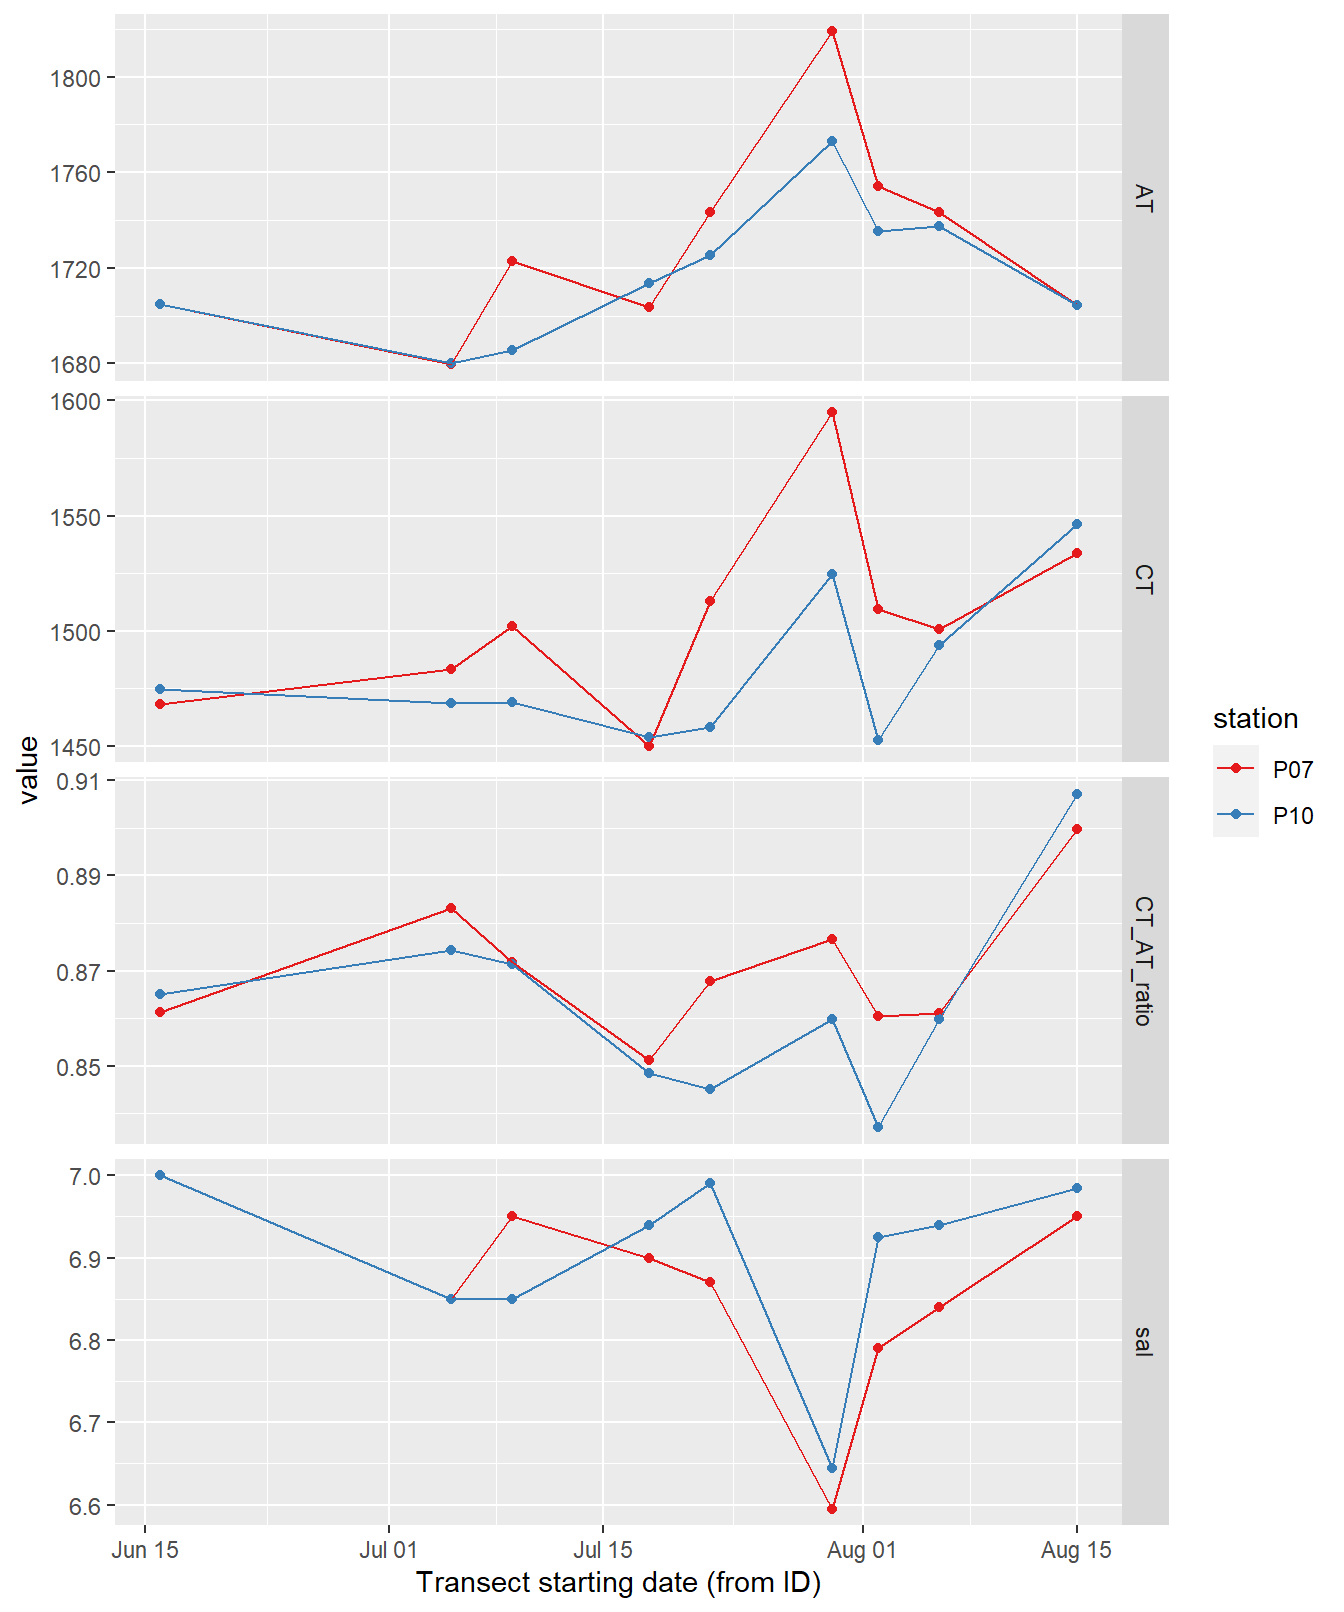 1800
1760
1720
1680
AT
1600
1550
1500
1450
CT
0.91
0.89
0.87
0.85
CT_AT_ratio
7.0
6.9
6.8
6.7
6.6
sal
Jun 15
Jul 01
Jul 15
Aug 01
Aug 15
Transect starting date (from ID)
value
station
P07
P10